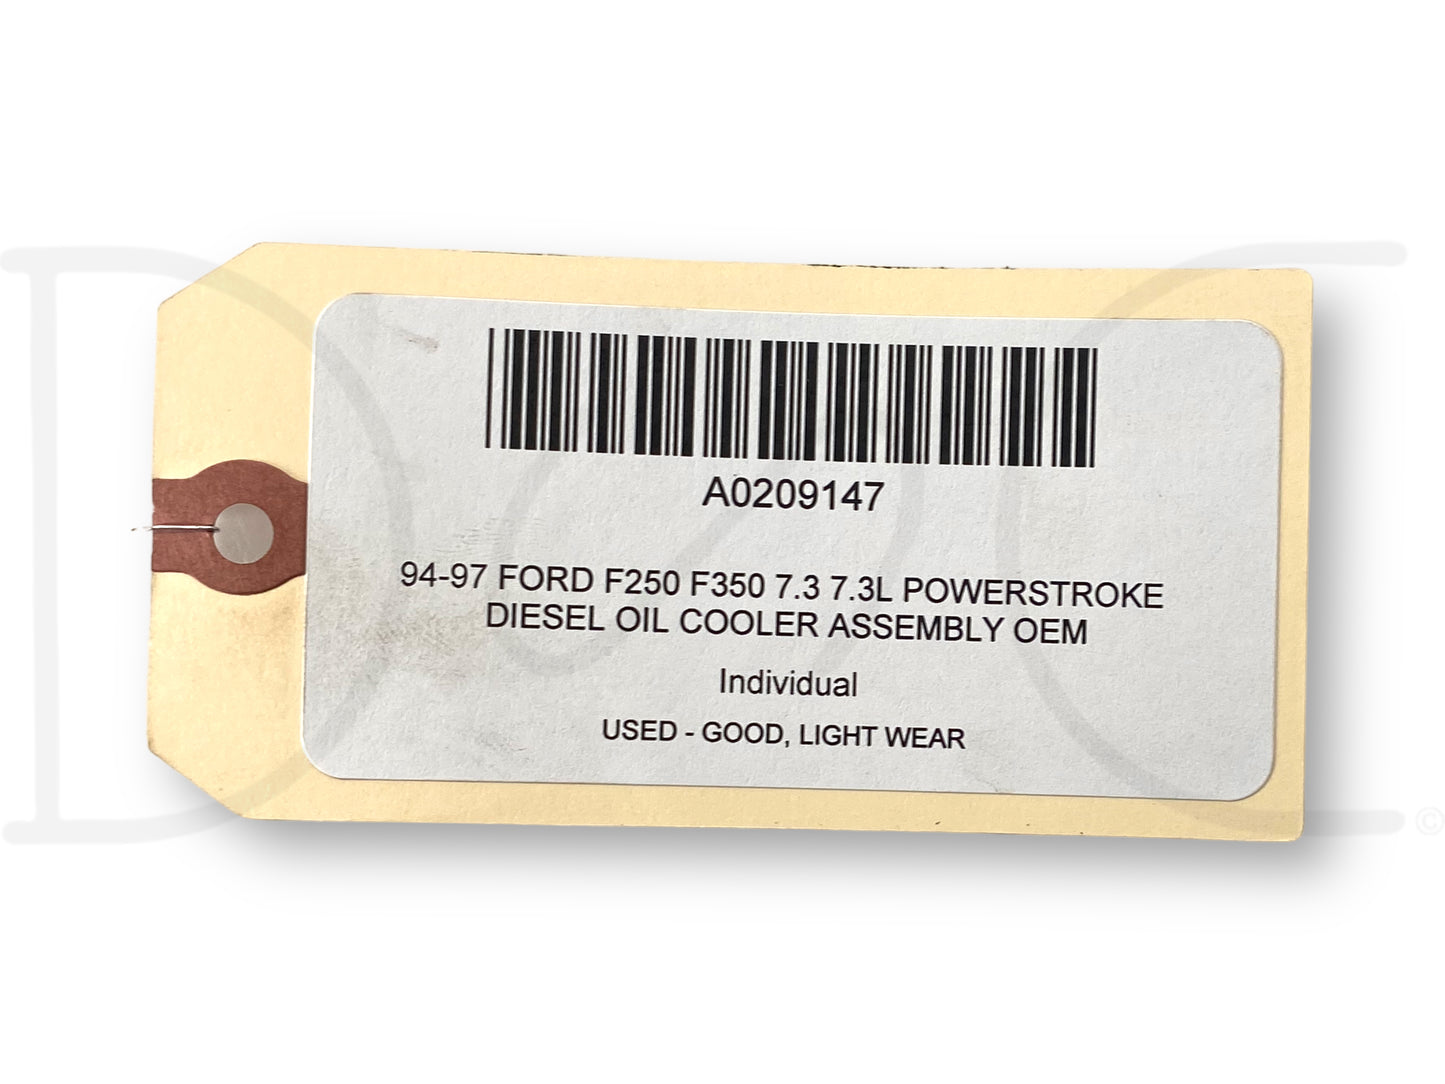 A0209147
94-97 FORD F250 F350 7.3 7.3L POWERSTROKE
DIESEL OIL COOLER ASSEMBLY OEM
Individual
USED - GOOD, LIGHT WEAR
©